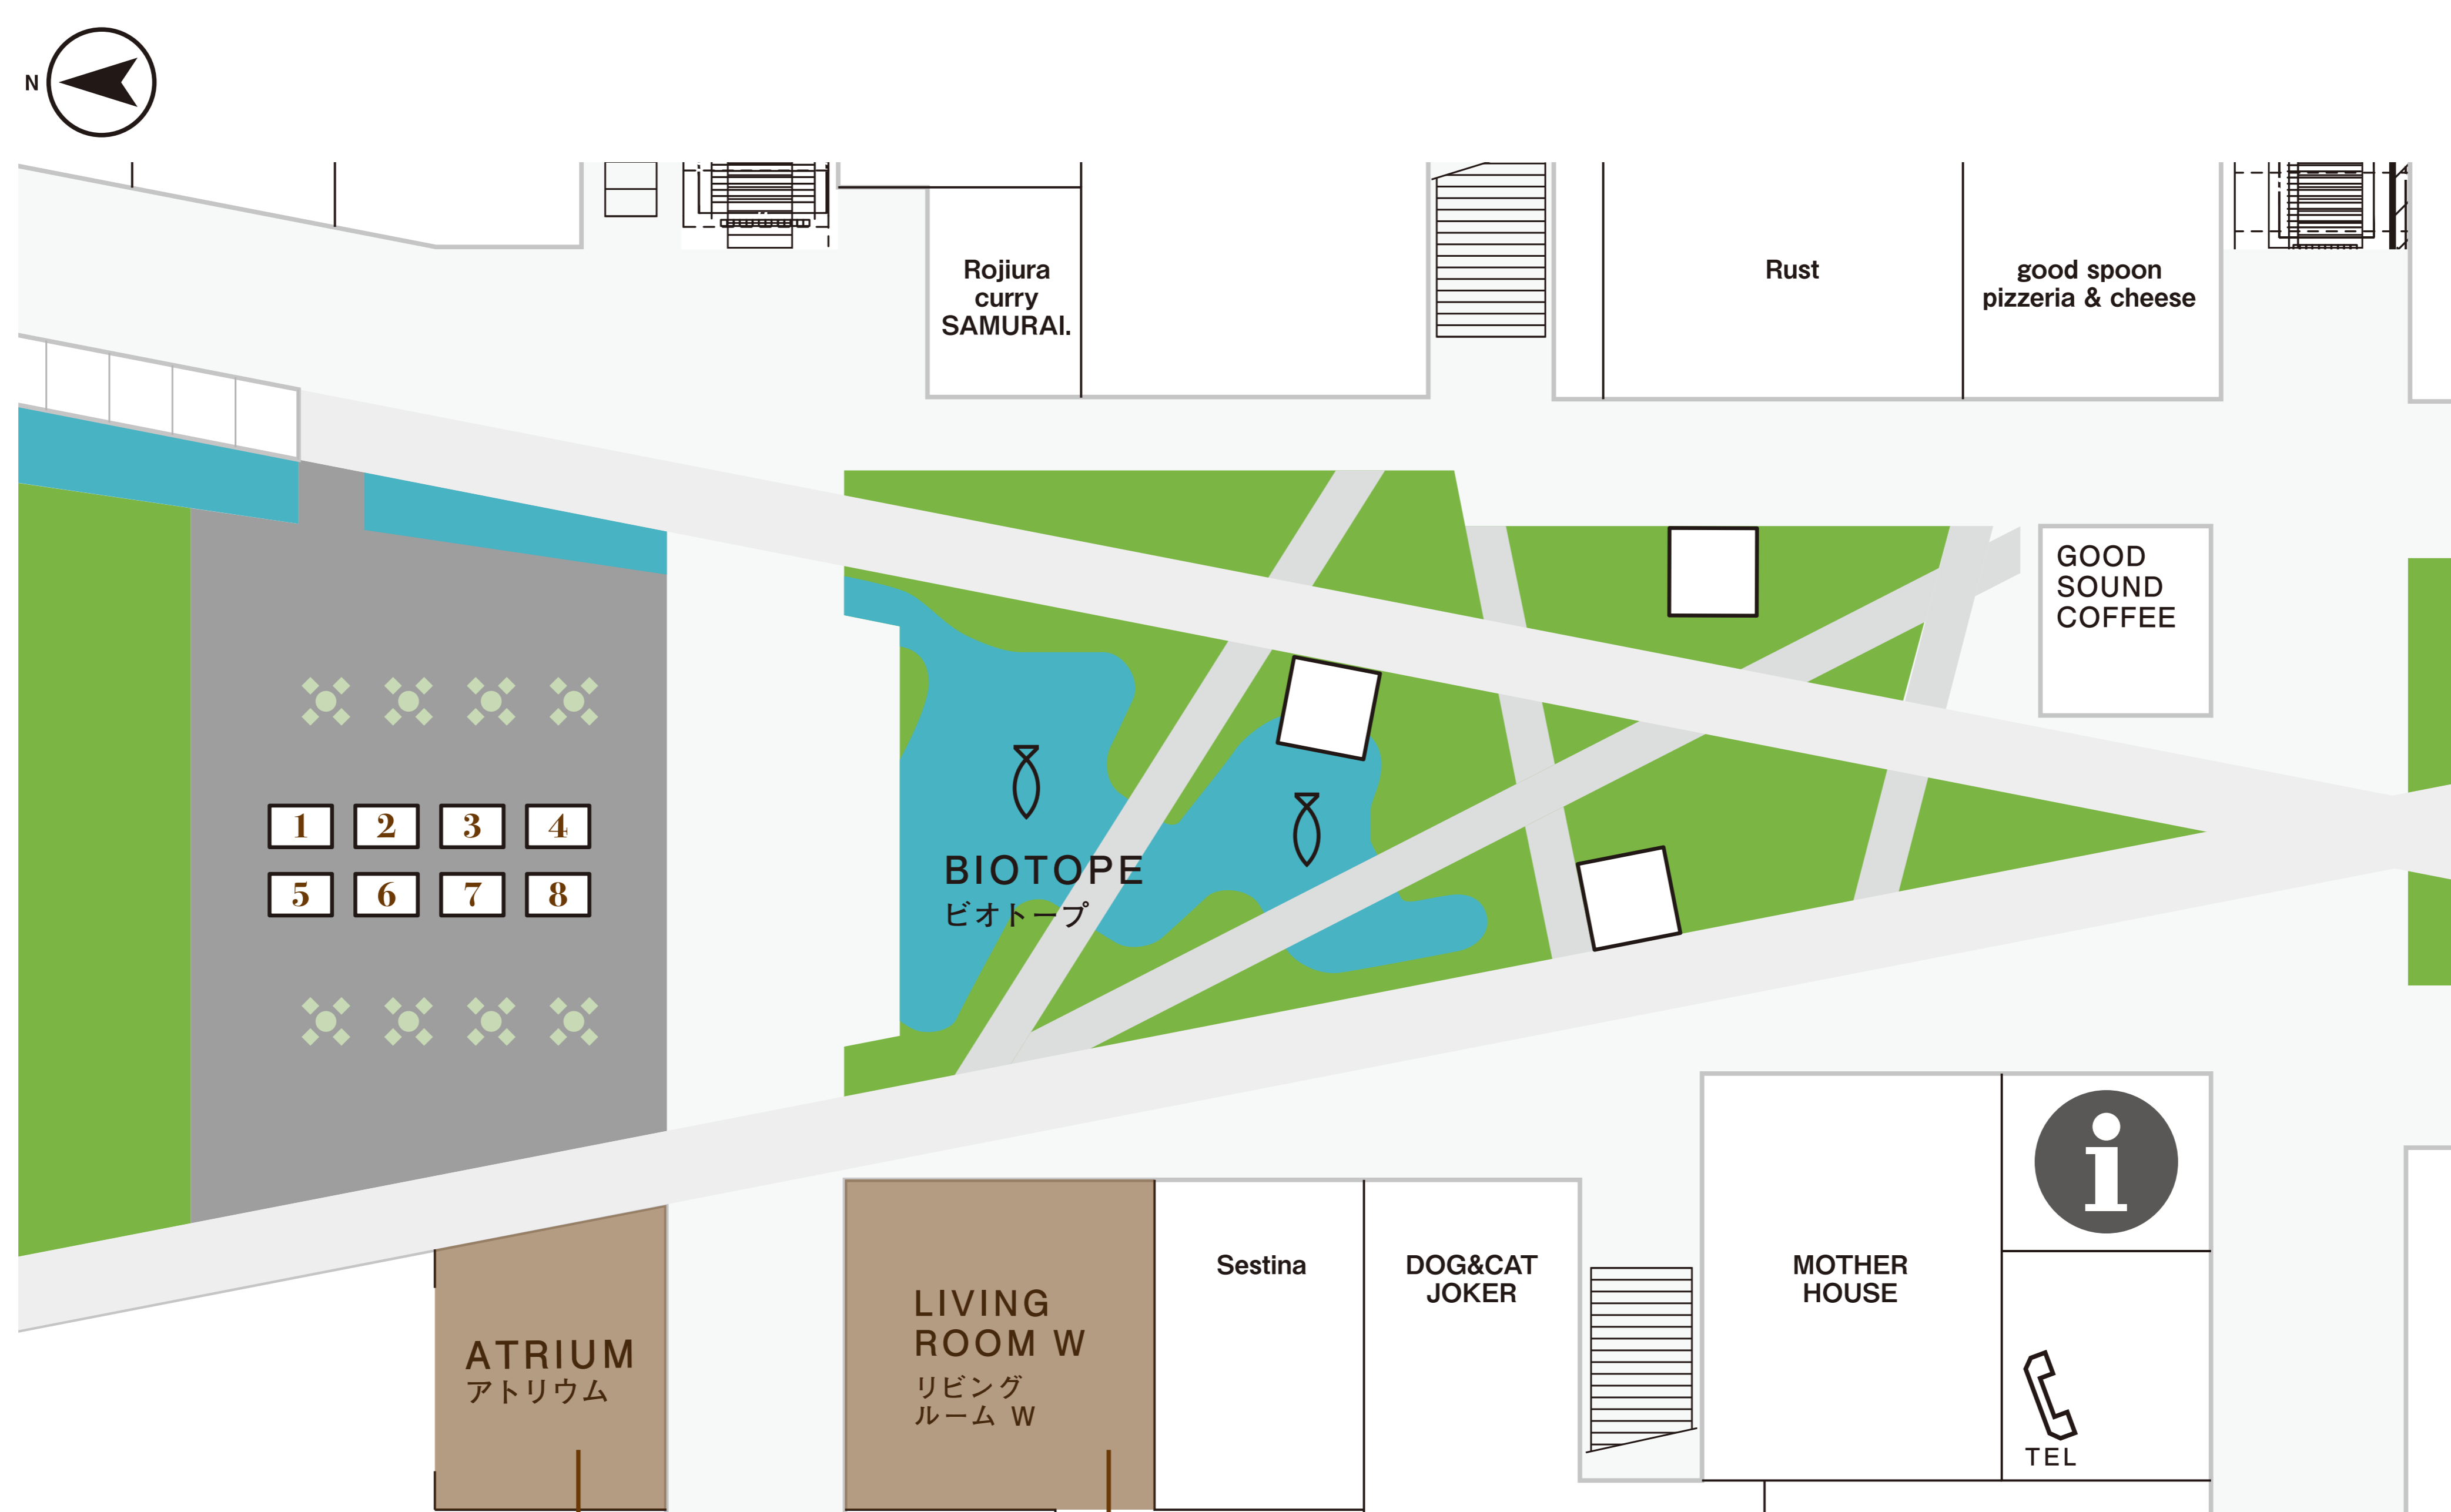 N
Rojiura
curry
SAMURAI.
Rust
good spoon
pizzeria & cheese
GOOD
SOUND
COFFEE
1 2 3 4
5 6 7 8
BIOTOPE
ビオトープ
ATRIUM
アトリウム
LIVING
ROOM W
リビング
ルーム W
Sestina
DOG&CAT
JOKER
MOTHER
HOUSE
i
TEL